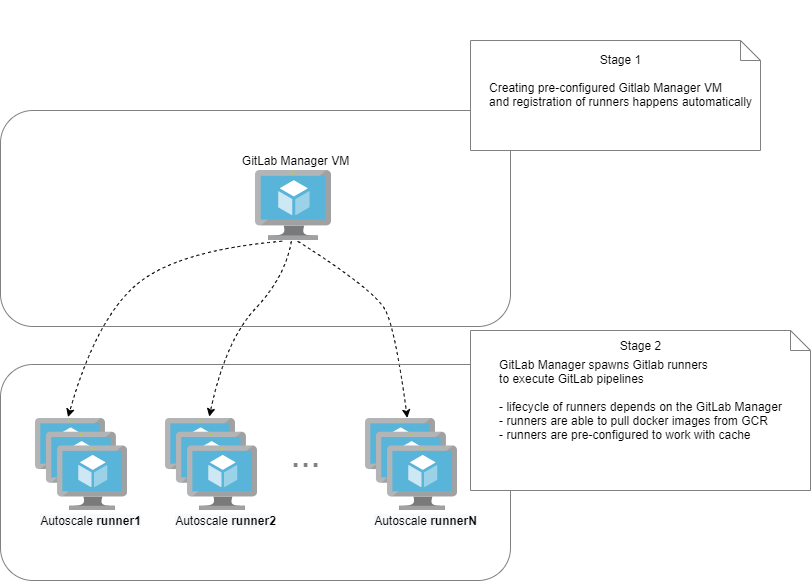 Stage 1
Creating pre-configured Gitlab Manager VM
and registration of runners happens automatically
GitLab Manager VM
Stage 2
GitLab Manager spawns Gitlab runners
to execute GitLab pipelines
- lifecycle of runners depends on the GitLab Manager
- runners are able to pull docker images from GCR
- runners are pre-configured to work with cache
...
Autoscale runner1
Autoscale runner2
Autoscale runnerN